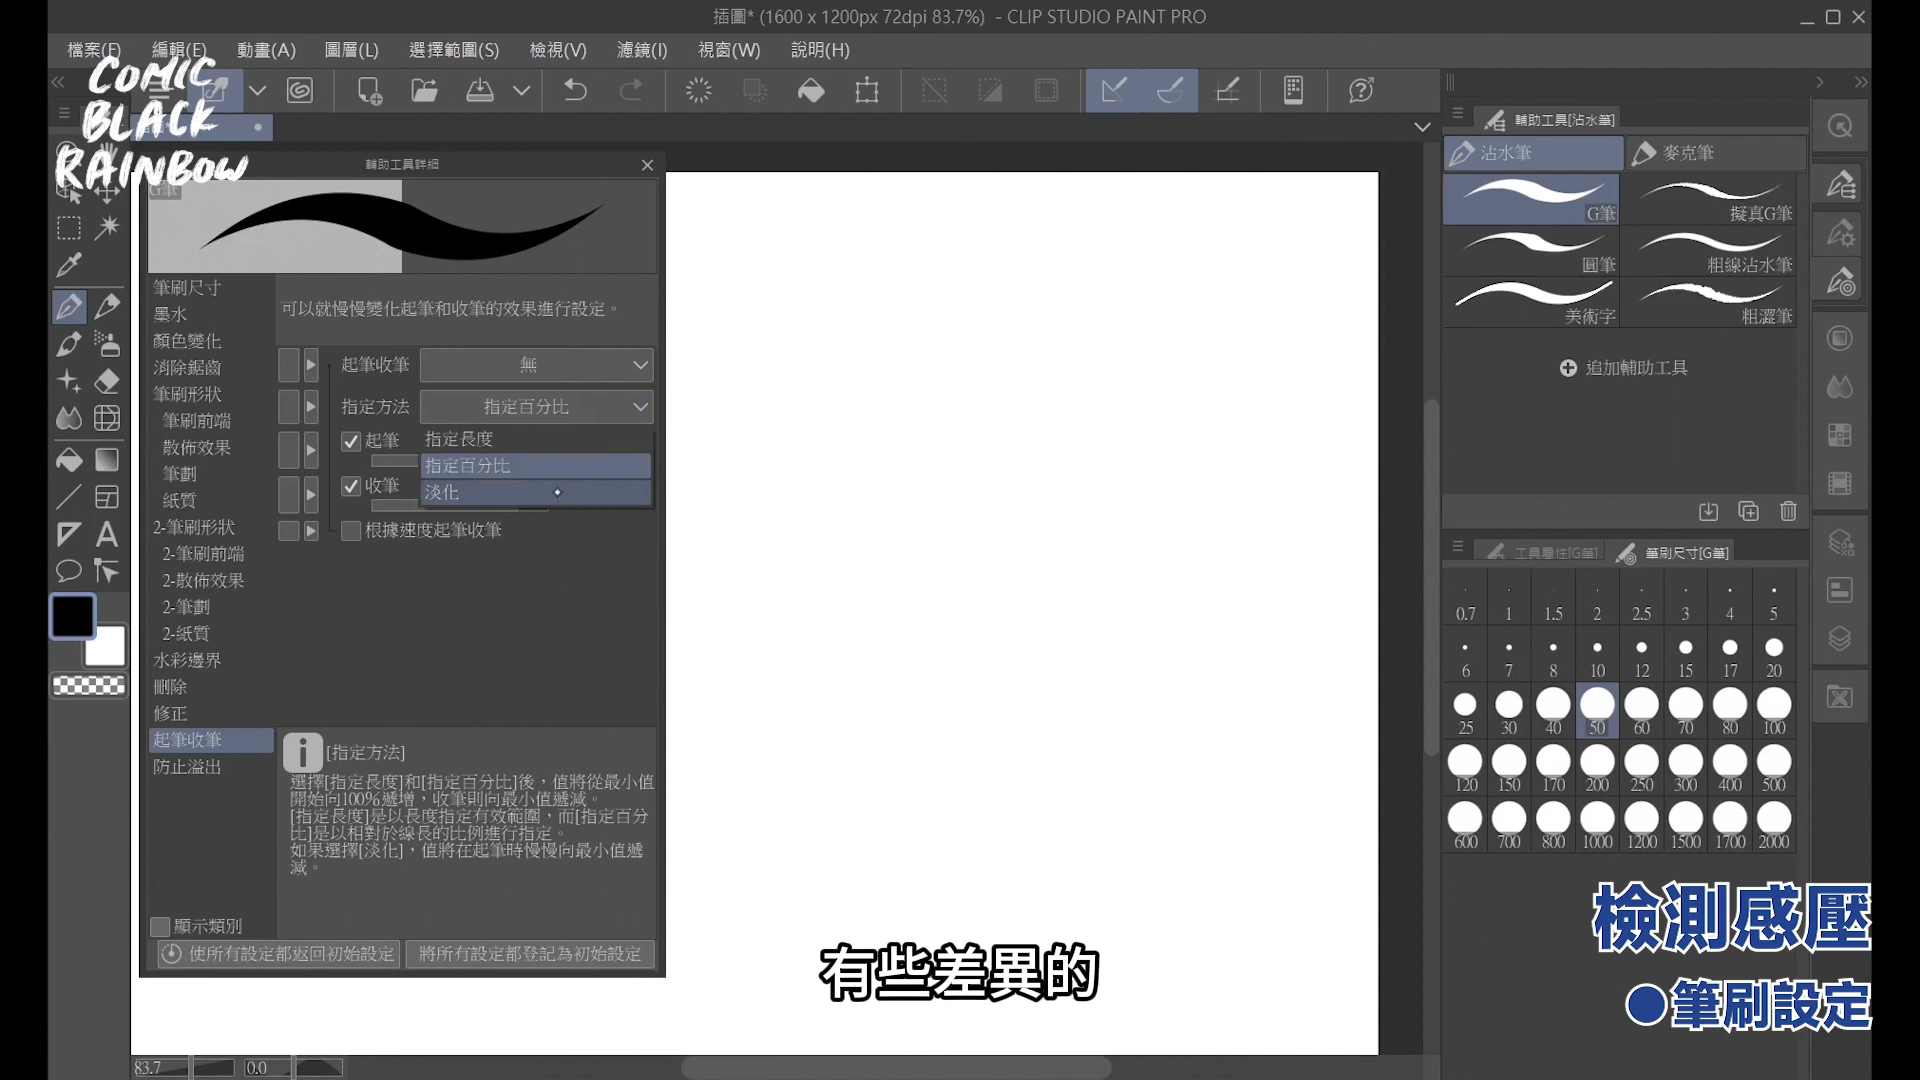 插圖* (1600 x 1200px 72dpi 83.7%) - CLIP STUDIO PAINT PRO
檔案(F) 編輯(E) 動畫(A) 圖層(L) 選擇範圍(S) 檢視(V) 濾鏡(I) 視窗(W) 說明(H)
COMIC
BLACK
RAINBOW
輔助工具詳細
G筆
筆刷尺寸
墨水
顏色變化
消除鋸齒
筆刷形狀
筆刷前端
散佈效果
筆劃
紙質
2-筆刷形狀
2-筆刷前端
2-散佈效果
2-筆劃
2-紙質
水彩邊界
刪除
修正
起筆收筆
防止溢出
可以就慢慢變化起筆和收筆的效果進行設定。
起筆收筆 無
指定方法 指定百分比
起筆 指定長度
指定百分比
收筆 淡化
根據速度起筆收筆
[指定方法]
選擇[指定長度]和[指定百分比]後，值將從最小值
開始向100%遞增，收筆則向最小值遞減。
[指定長度]是以長度指定有效範圍，而[指定百分
比]是以相對於線長的比例進行指定。
如果選擇[淡化]，值將在起筆時慢慢向最小值遞
減。
顯示類別
使所有設定都返回初始設定 將所有設定都登記為初始設定
83.7 0.0
輔助工具[沾水筆]
沾水筆 麥克筆
G筆 擬真G筆
圓筆 粗線沾水筆
美術字 粗澀筆
追加輔助工具
工具屬性[G筆] 筆刷尺寸[G筆]
0.7 1 1.5 2 2.5 3 4 5
6 7 8 10 12 15 17 20
25 30 40 50 60 70 80 100
120 150 170 200 250 300 400 500
600 700 800 1000 1200 1500 1700 2000
檢測感壓
●筆刷設定
有些差異的